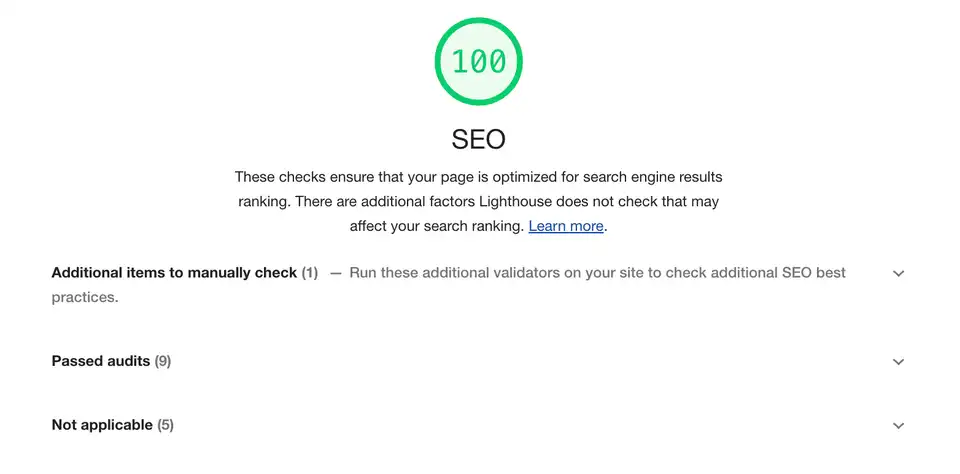 100
SEO
These checks ensure that your page is optimized for search engine results
ranking. There are additional factors Lighthouse does not check that may
affect your search ranking. Learn more.
Additional items to manually check (1) — Run these additional validators on your site to check additional SEO best
practices.
Passed audits (9)
Not applicable (5)